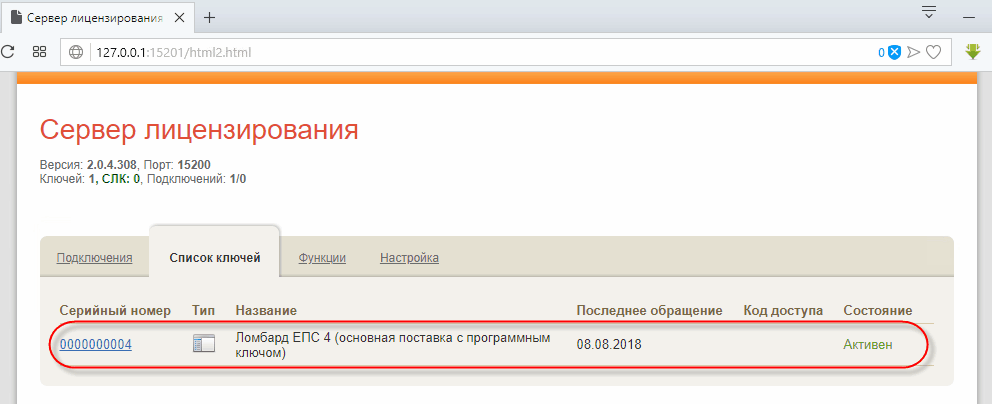 Сервер лицензирования
127.0.0.1:15201/html2.html
0
Сервер лицензирования
Версия: 2.0.4.308, Порт: 15200
Ключей: 1, СЛК: 0, Подключений: 1/0
Подключения Список ключей Функции Настройка
Серийный номер Тип Название Последнее обращение Код доступа Состояние
0000000004 Ломбард ЕПС 4 (основная поставка с программным 08.08.2018 Активен
ключом)